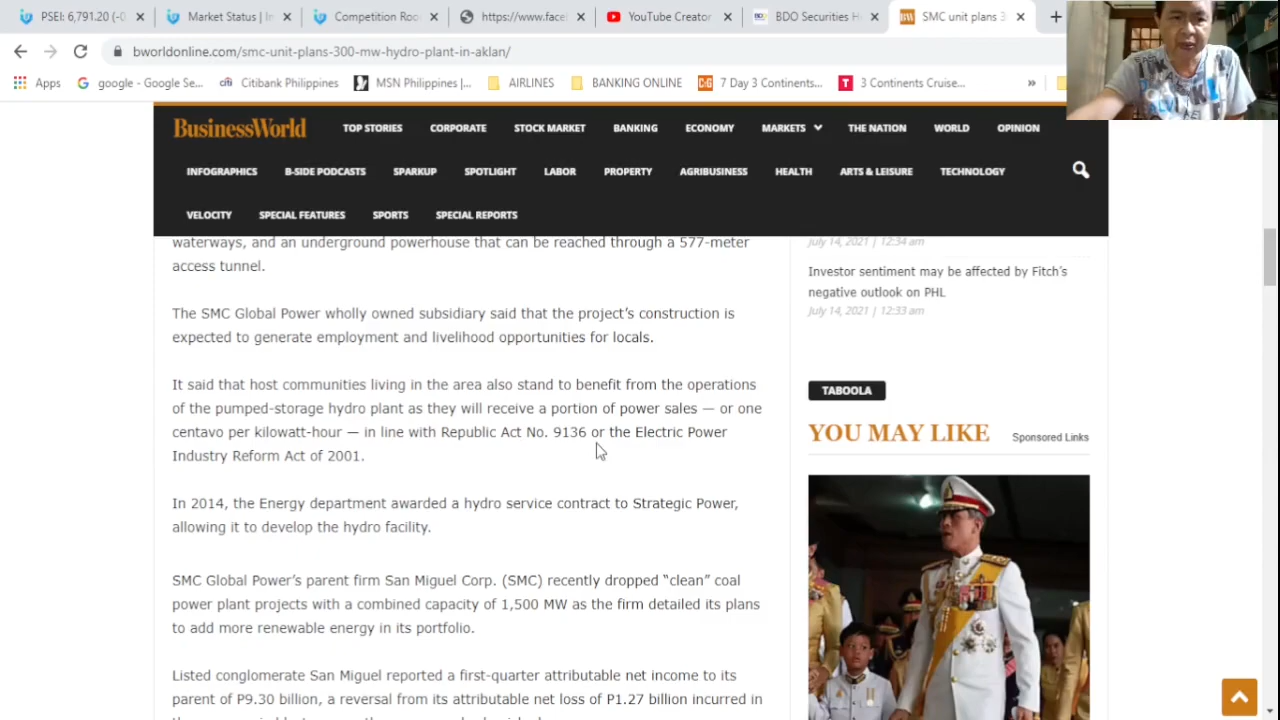 PSEI: 6,791.20 (-0
Market Status | In
Competition Roo
https://www.face
YouTube Creator
BDO Securities H
SMC unit plans 3
bworldonline.com/smc-unit-plans-300-mw-hydro-plant-in-aklan/
Apps
google - Google Se...
Citibank Philippines
MSN Philippines |...
AIRLINES
BANKING ONLINE
7 Day 3 Continents...
3 Continents Cruise...
»
BusinessWorld
TOP STORIES
CORPORATE
STOCK MARKET
BANKING
ECONOMY
MARKETS
THE NATION
WORLD
OPINION
INFOGRAPHICS
B-SIDE PODCASTS
SPARKUP
SPOTLIGHT
LABOR
PROPERTY
AGRIBUSINESS
HEALTH
ARTS & LEISURE
TECHNOLOGY
VELOCITY
SPECIAL FEATURES
SPORTS
SPECIAL REPORTS
waterways, and an underground powerhouse that can be reached through a 577-meter
access tunnel.
The SMC Global Power wholly owned subsidiary said that the project's construction is
expected to generate employment and livelihood opportunities for locals.
It said that host communities living in the area also stand to benefit from the operations
of the pumped-storage hydro plant as they will receive a portion of power sales — or one
centavo per kilowatt-hour — in line with Republic Act No. 9136 or the Electric Power
Industry Reform Act of 2001.
In 2014, the Energy department awarded a hydro service contract to Strategic Power,
allowing it to develop the hydro facility.
SMC Global Power's parent firm San Miguel Corp. (SMC) recently dropped “clean” coal
power plant projects with a combined capacity of 1,500 MW as the firm detailed its plans
to add more renewable energy in its portfolio.
Listed conglomerate San Miguel reported a first-quarter attributable net income to its
parent of P9.30 billion, a reversal from its attributable net loss of P1.27 billion incurred in
July 14, 2021 | 12:34 am
Investor sentiment may be affected by Fitch's
negative outlook on PHL
July 14, 2021 | 12:33 am
TABOOLA
YOU MAY LIKE
Sponsored Links